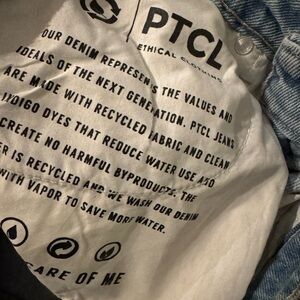 PTCL
ETHICAL CLOTHING
OUR DENIM REPRESENTS THE VALUES AND
IDEALS OF THE NEXT GENERATION. PTCL JEANS
ARE MADE WITH RECYCLED FABRIC AND CLEAN
INDIGO DYES THAT REDUCE WATER USE AND
CREATE NO HARMFUL BYPRODUCTS. THE
IS RECYCLED AND WE WASH OUR DENIM
WITH VAPOR TO SAVE MORE WATER.
CARE OF ME